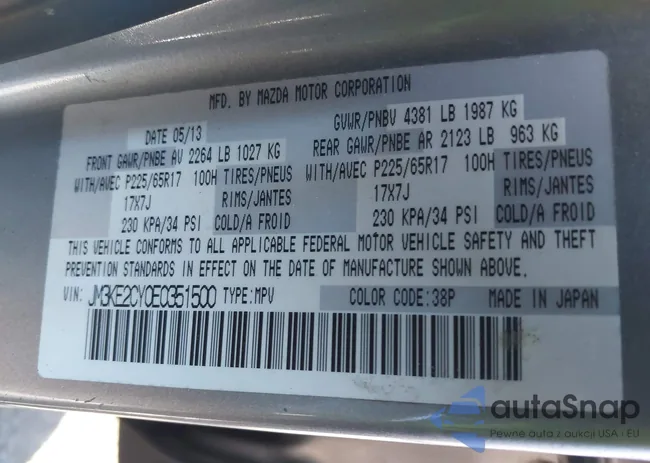 MFD. BY MAZDA MOTOR CORPORATION
DATE 05/13 GVWR/PNBV 4381 LB 1987 KG
FRONT GAWR/PNBE AV 2264 LB 1027 KG REAR GAWR/PNBE AR 2123 LB 963 KG
WITH/AVEC P225/65R17 100H TIRES/PNEUS WITH/AVEC P225/65R17 100H TIRES/PNEUS
17X7J RIMS/JANTES 17X7J RIMS/JANTES
230 KPA/34 PSI COLD/A FROID 230 KPA/34 PSI COLD/A FROID
THIS VEHICLE CONFORMS TO ALL APPLICABLE FEDERAL MOTOR VEHICLE SAFETY AND THEFT
PREVENTION STANDARDS IN EFFECT ON THE DATE OF MANUFACTURE SHOWN ABOVE.
VIN: JM3KE2CY0E0351500 TYPE:MPV COLOR CODE:38P MADE IN JAPAN
autaSnap
Pewne auta z aukcji USA - EU